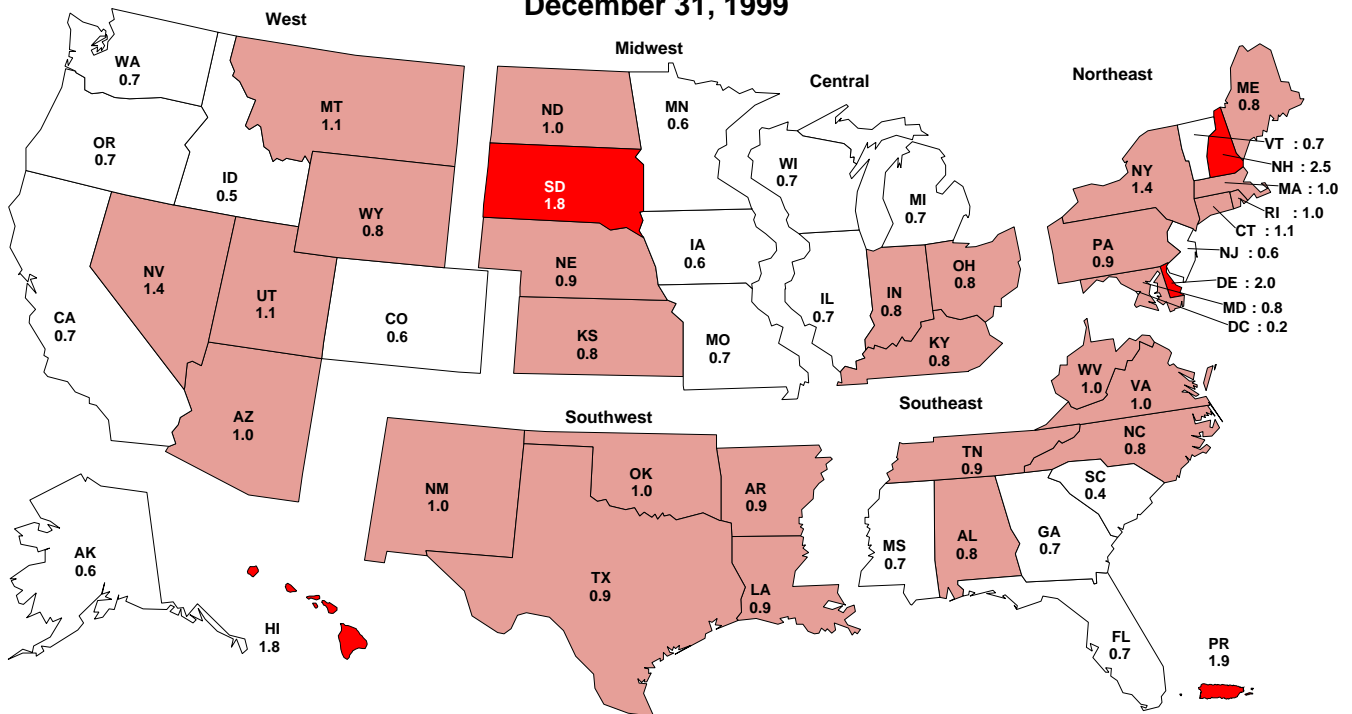 December 31, 1999
West
WA
0.7
OR
0.7
CA
0.7
ID
0.5
NV
1.4
MT
1.1
WY
0.8
UT
1.1
CO
0.6
AZ
1.0
AK
0.6
HI
1.8
Midwest
ND
1.0
SD
1.8
NE
0.9
KS
0.8
MN
0.6
IA
0.6
MO
0.7
Central
WI
0.7
MI
0.7
IL
0.7
IN
0.8
OH
0.8
KY
0.8
Northeast
ME
0.8
VT : 0.7
NH : 2.5
MA : 1.0
RI : 1.0
CT : 1.1
NJ : 0.6
DE : 2.0
MD : 0.8
DC : 0.2
NY
1.4
PA
0.9
Southwest
NM
1.0
OK
1.0
AR
0.9
TX
0.9
LA
0.9
Southeast
WV
1.0
VA
1.0
TN
0.9
NC
0.8
SC
0.4
MS
0.7
AL
0.8
GA
0.7
FL
0.7
PR
1.9